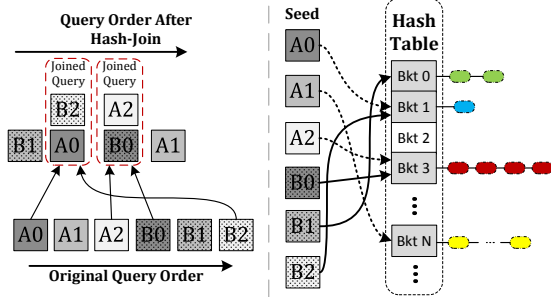 Query Order After
Hash-Join
Joined
Query
Joined
Query
B2
A2
B1
A0
B0
A1
A0
A1
A2
B0
B1
B2
Original Query Order
Seed
A0
A1
A2
B0
B1
B2
Hash
Table
Bkt 0
Bkt 1
Bkt 2
Bkt 3
Bkt N